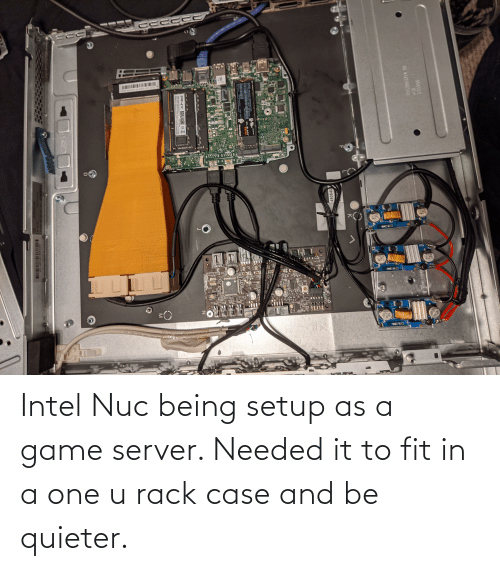 Intel Nuc being setup as a
game server. Needed it to fit in
a one u rack case and be
quieter.